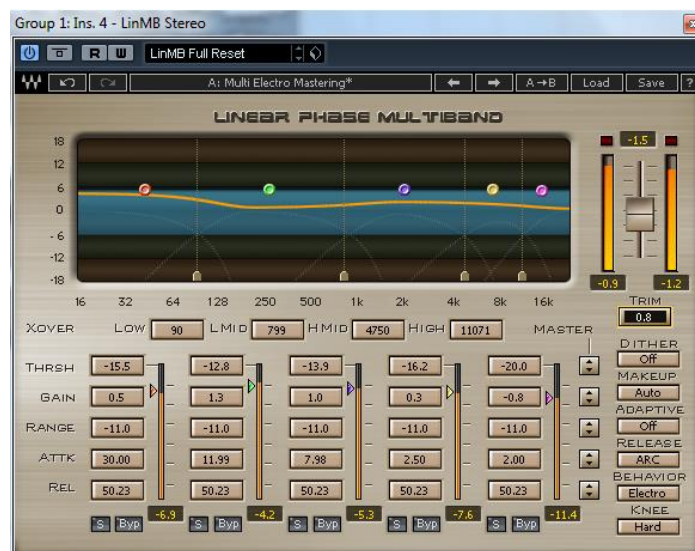 Group 1: Ins. 4 - LinMB Stereo
R W LinMB Full Reset
A: Multi Electro Mastering* A→B Load Save ?
LINEAR PHASE MULTIBAND
18
12
6
0
-6
-12
-18
16 32 64 128 250 500 1k 2k 4k 8k 16k
-1.5
-0.9 -1.2
TRIM
0.8
XOVER LOW 90 LMID 799 HMID 4750 HIGH 11071 MASTER
THRSH -15.5 -12.8 -13.9 -16.2 -20.0
GAIN 0.5 1.3 1.0 0.3 -0.8
RANGE -11.0 -11.0 -11.0 -11.0 -11.0
ATTK 30.00 11.99 7.98 2.50 2.00
REL 50.23 50.23 50.23 50.23 50.23
S Byp -6.9 S Byp -4.2 S Byp -5.3 S Byp -7.6 S Byp -11.4
DITHER
Off
MAKEUP
Auto
ADAPTIVE
Off
RELEASE
ARC
BEHAVIOR
Electro
KNEE
Hard